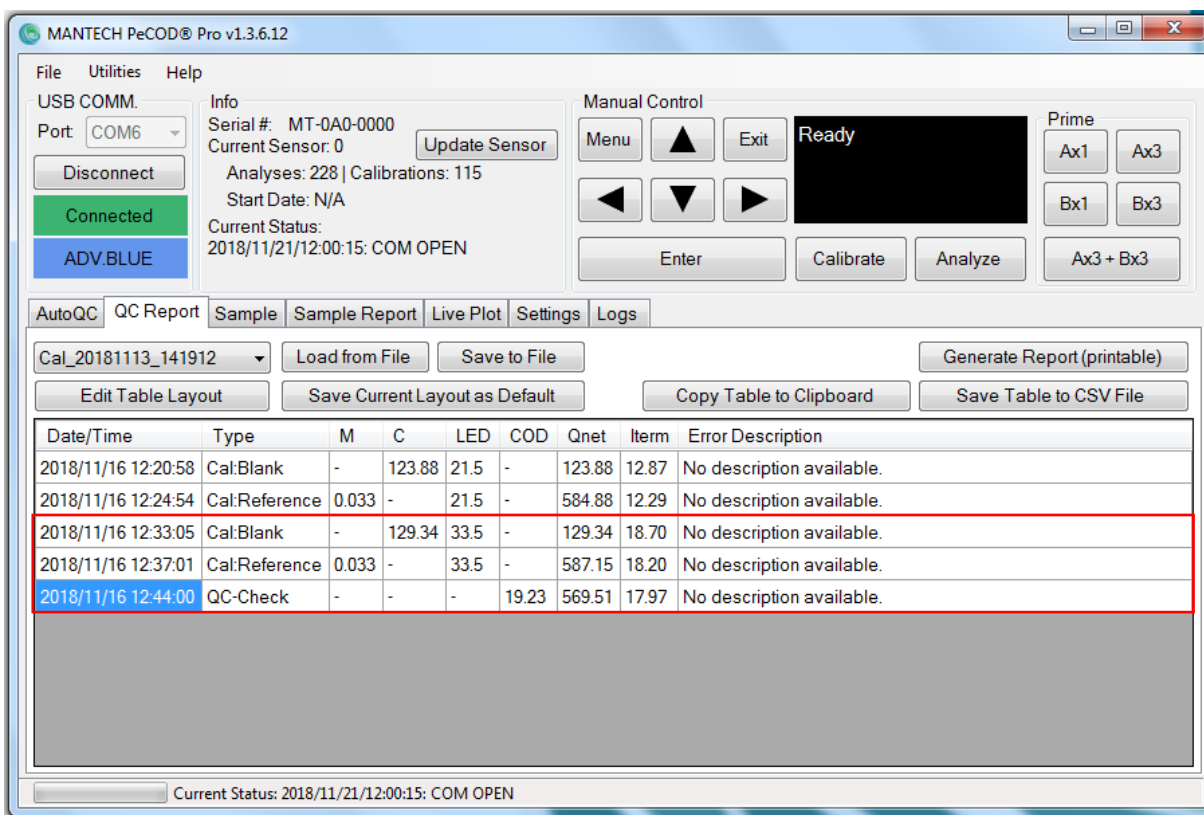 MANTECH PeCOD® Pro v1.3.6.12
File Utilities Help
USB COMM.
Port: COM6
Disconnect
Connected
ADV.BLUE
Info
Serial #: MT-0A0-0000
Current Sensor: 0 Update Sensor
Analyses: 228 | Calibrations: 115
Start Date: N/A
Current Status:
2018/11/21/12:00:15: COM OPEN
Manual Control
Menu ▲ Exit Ready
◀ ▼ ▶
Enter Calibrate Analyze
Prime
Ax1 Ax3
Bx1 Bx3
Ax3 + Bx3
AutoQC QC Report Sample Sample Report Live Plot Settings Logs
Cal_20181113_141912 Load from File Save to File Generate Report (printable)
Edit Table Layout Save Current Layout as Default Copy Table to Clipboard Save Table to CSV File
Date/Time Type M C LED COD Qnet Iterm Error Description
2018/11/16 12:20:58 Cal:Blank - 123.88 21.5 - 123.88 12.87 No description available.
2018/11/16 12:24:54 Cal:Reference 0.033 - 21.5 - 584.88 12.29 No description available.
2018/11/16 12:33:05 Cal:Blank - 129.34 33.5 - 129.34 18.70 No description available.
2018/11/16 12:37:01 Cal:Reference 0.033 - 33.5 - 587.15 18.20 No description available.
2018/11/16 12:44:00 QC-Check - - - 19.23 569.51 17.97 No description available.
Current Status: 2018/11/21/12:00:15: COM OPEN